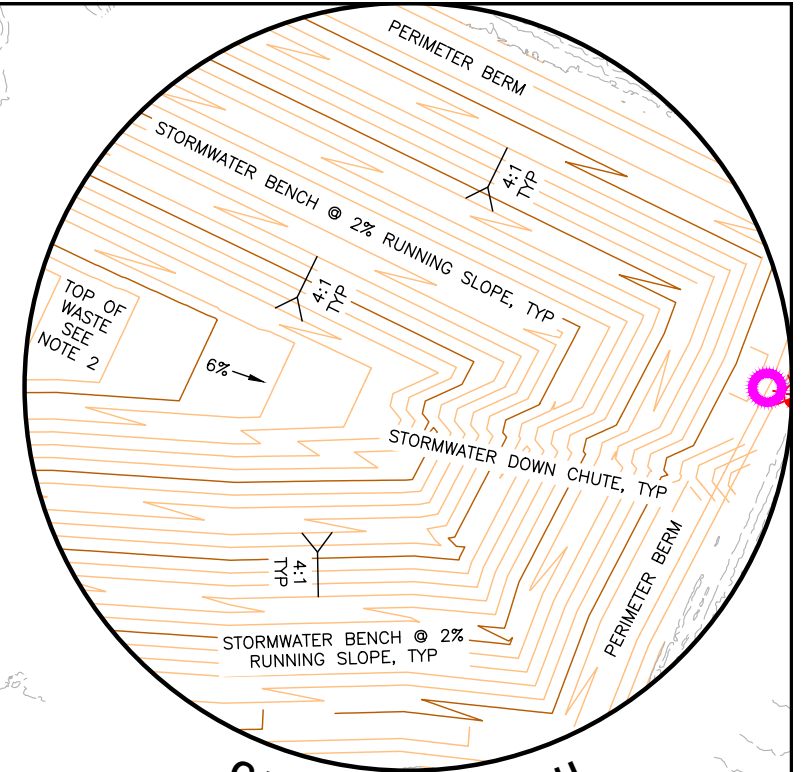 PERIMETER BERM
STORMWATER BENCH @ 2% RUNNING SLOPE, TYP
4:1
TYP
4:1
TYP
TOP OF
WASTE
SEE
NOTE 2
6%
STORMWATER DOWN CHUTE, TYP
4:1
TYP
PERIMETER BERM
STORMWATER BENCH @ 2%
RUNNING SLOPE, TYP